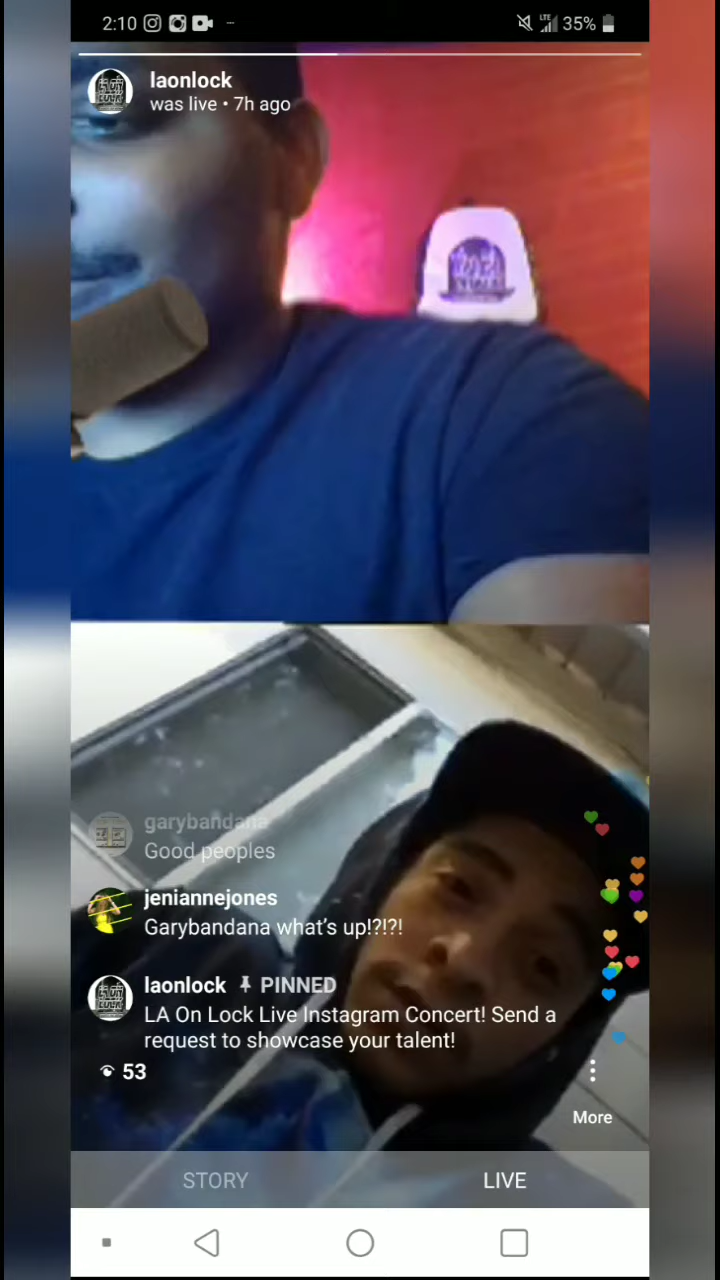 2:10
LTE 35%
laonlock
was live • 7h ago
garybandana
Good peoples
jeniannejones
Garybandana what's up!?!?!
laonlock PINNED
LA On Lock Live Instagram Concert! Send a
request to showcase your talent!
53
More
STORY LIVE